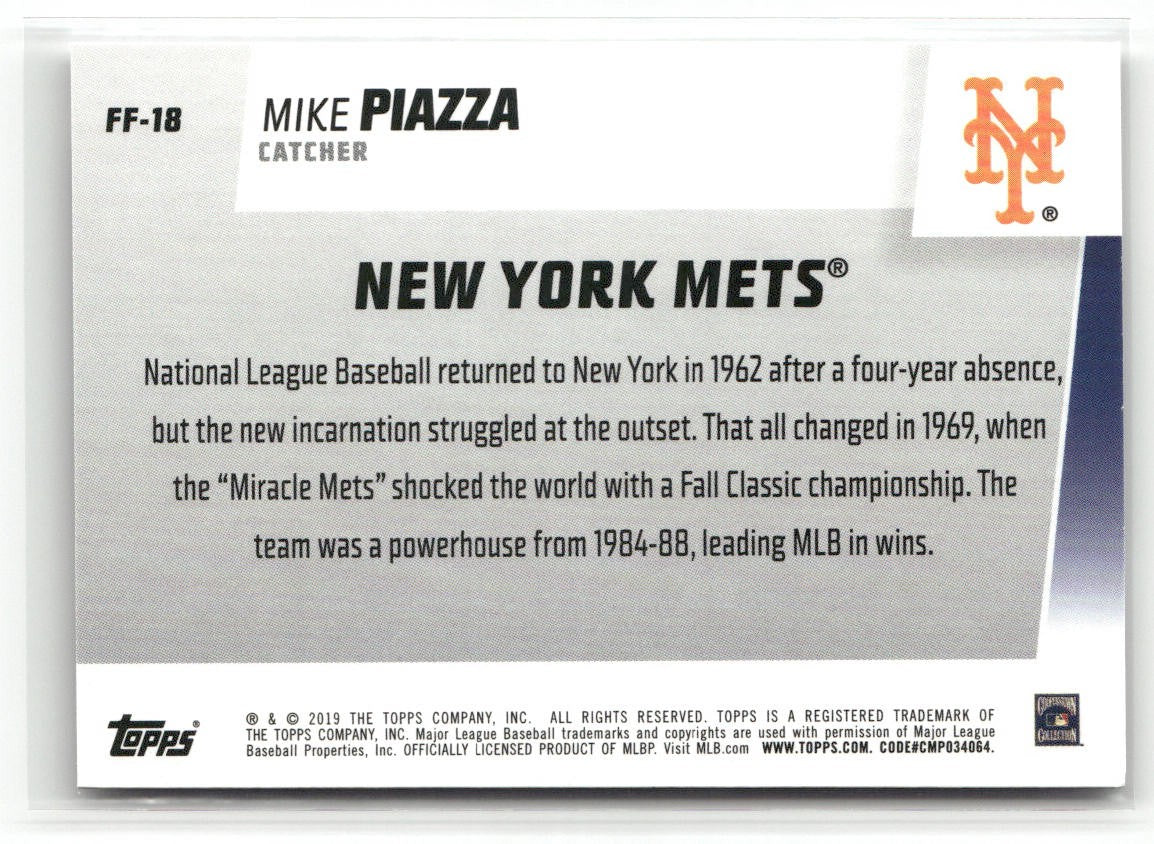 FF-18
MIKE PIAZZA
CATCHER
NY
®
NEW YORK METS®
National League Baseball returned to New York in 1962 after a four-year absence,
but the new incarnation struggled at the outset. That all changed in 1969, when
the “Miracle Mets” shocked the world with a Fall Classic championship. The
team was a powerhouse from 1984-88, leading MLB in wins.
topps®
® & © 2019 THE TOPPS COMPANY, INC. ALL RIGHTS RESERVED. TOPPS IS A REGISTERED TRADEMARK OF
THE TOPPS COMPANY, INC. Major League Baseball trademarks and copyrights are used with permission of Major League
Baseball Properties, Inc. OFFICIALLY LICENSED PRODUCT OF MLBP. Visit MLB.com WWW.TOPPS.COM. CODE#CMP034064.
COOPERSTOWN
COLLECTION